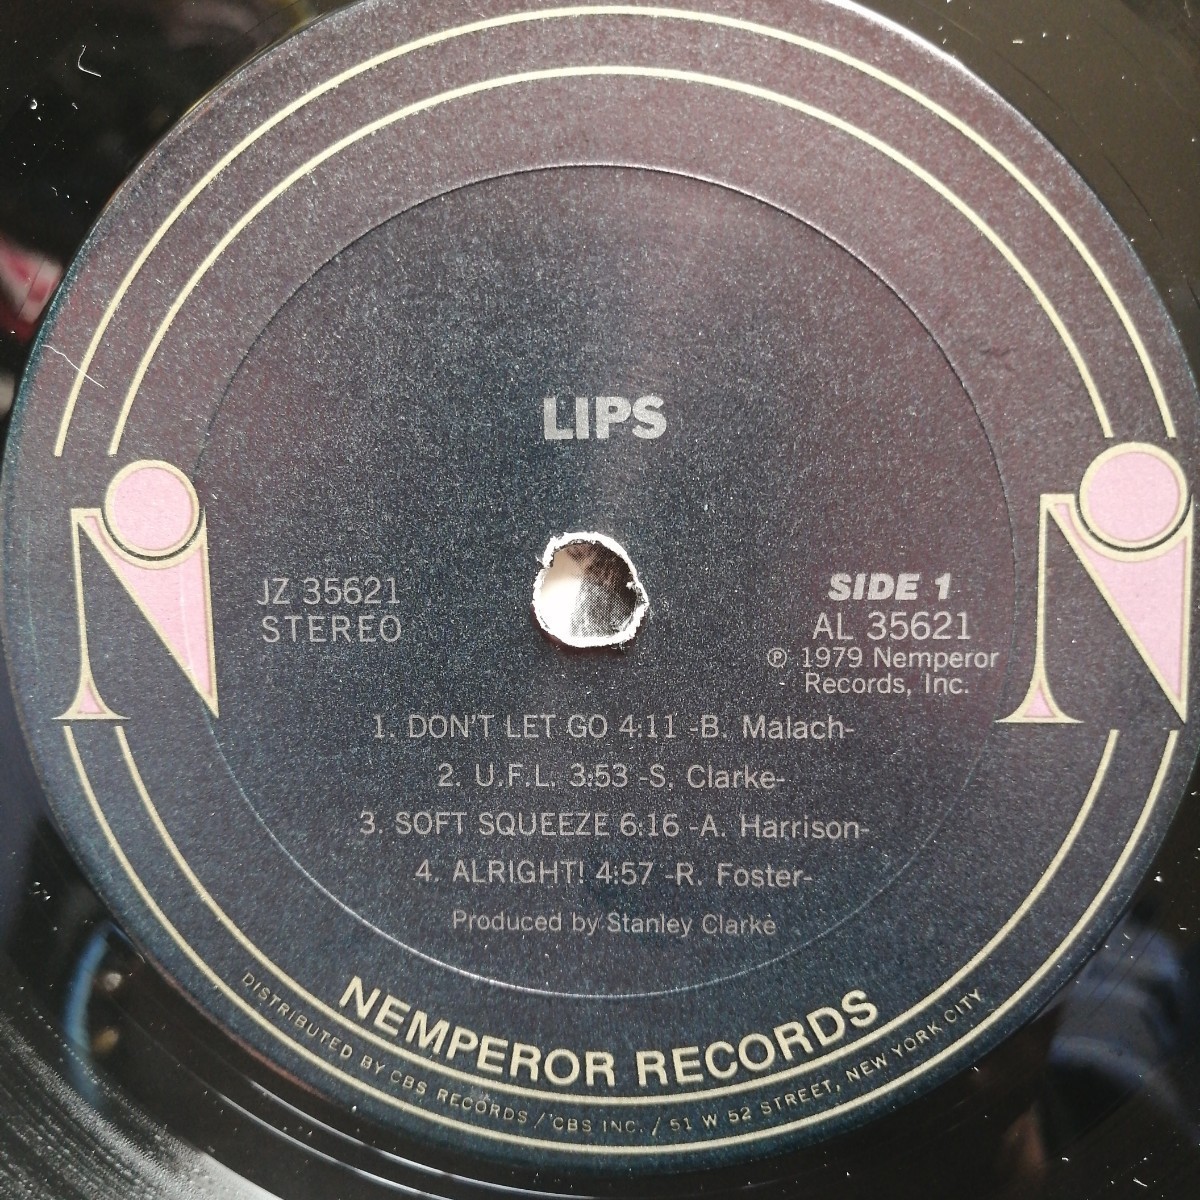 LIPS
JZ 35621
STEREO
SIDE 1
AL 35621
℗ 1979 Nemperor
Records, Inc.
1. DON'T LET GO 4:11 -B. Malach-
2. U.F.L. 3:53 -S. Clarke-
3. SOFT SQUEEZE 6:16 -A. Harrison-
4. ALRIGHT! 4:57 -R. Foster-
Produced by Stanley Clarke
NEMPEROR RECORDS
DISTRIBUTED BY CBS RECORDS / CBS INC. / 51 W 52 STREET, NEW YORK CITY